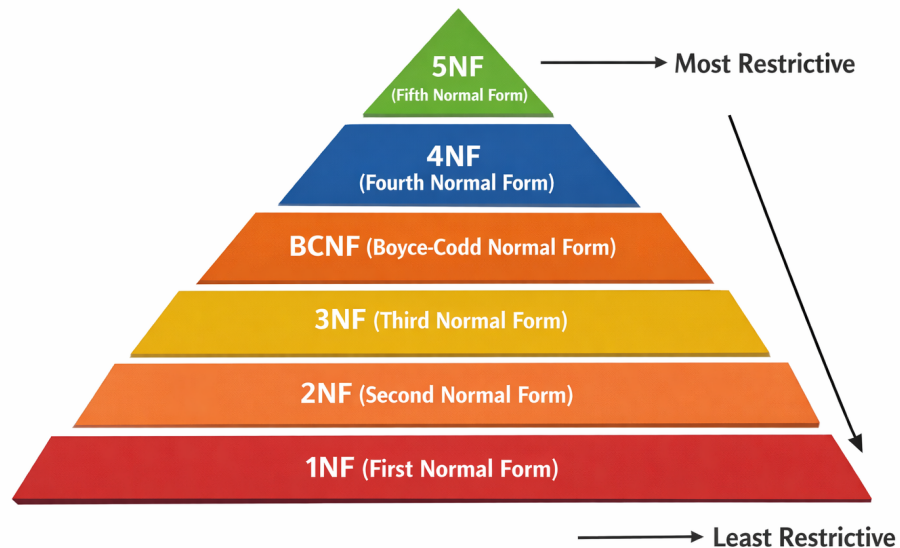 5NF
(Fifth Normal Form)
Most Restrictive
4NF
(Fourth Normal Form)
BCNF (Boyce-Codd Normal Form)
3NF (Third Normal Form)
2NF (Second Normal Form)
1NF (First Normal Form)
Least Restrictive